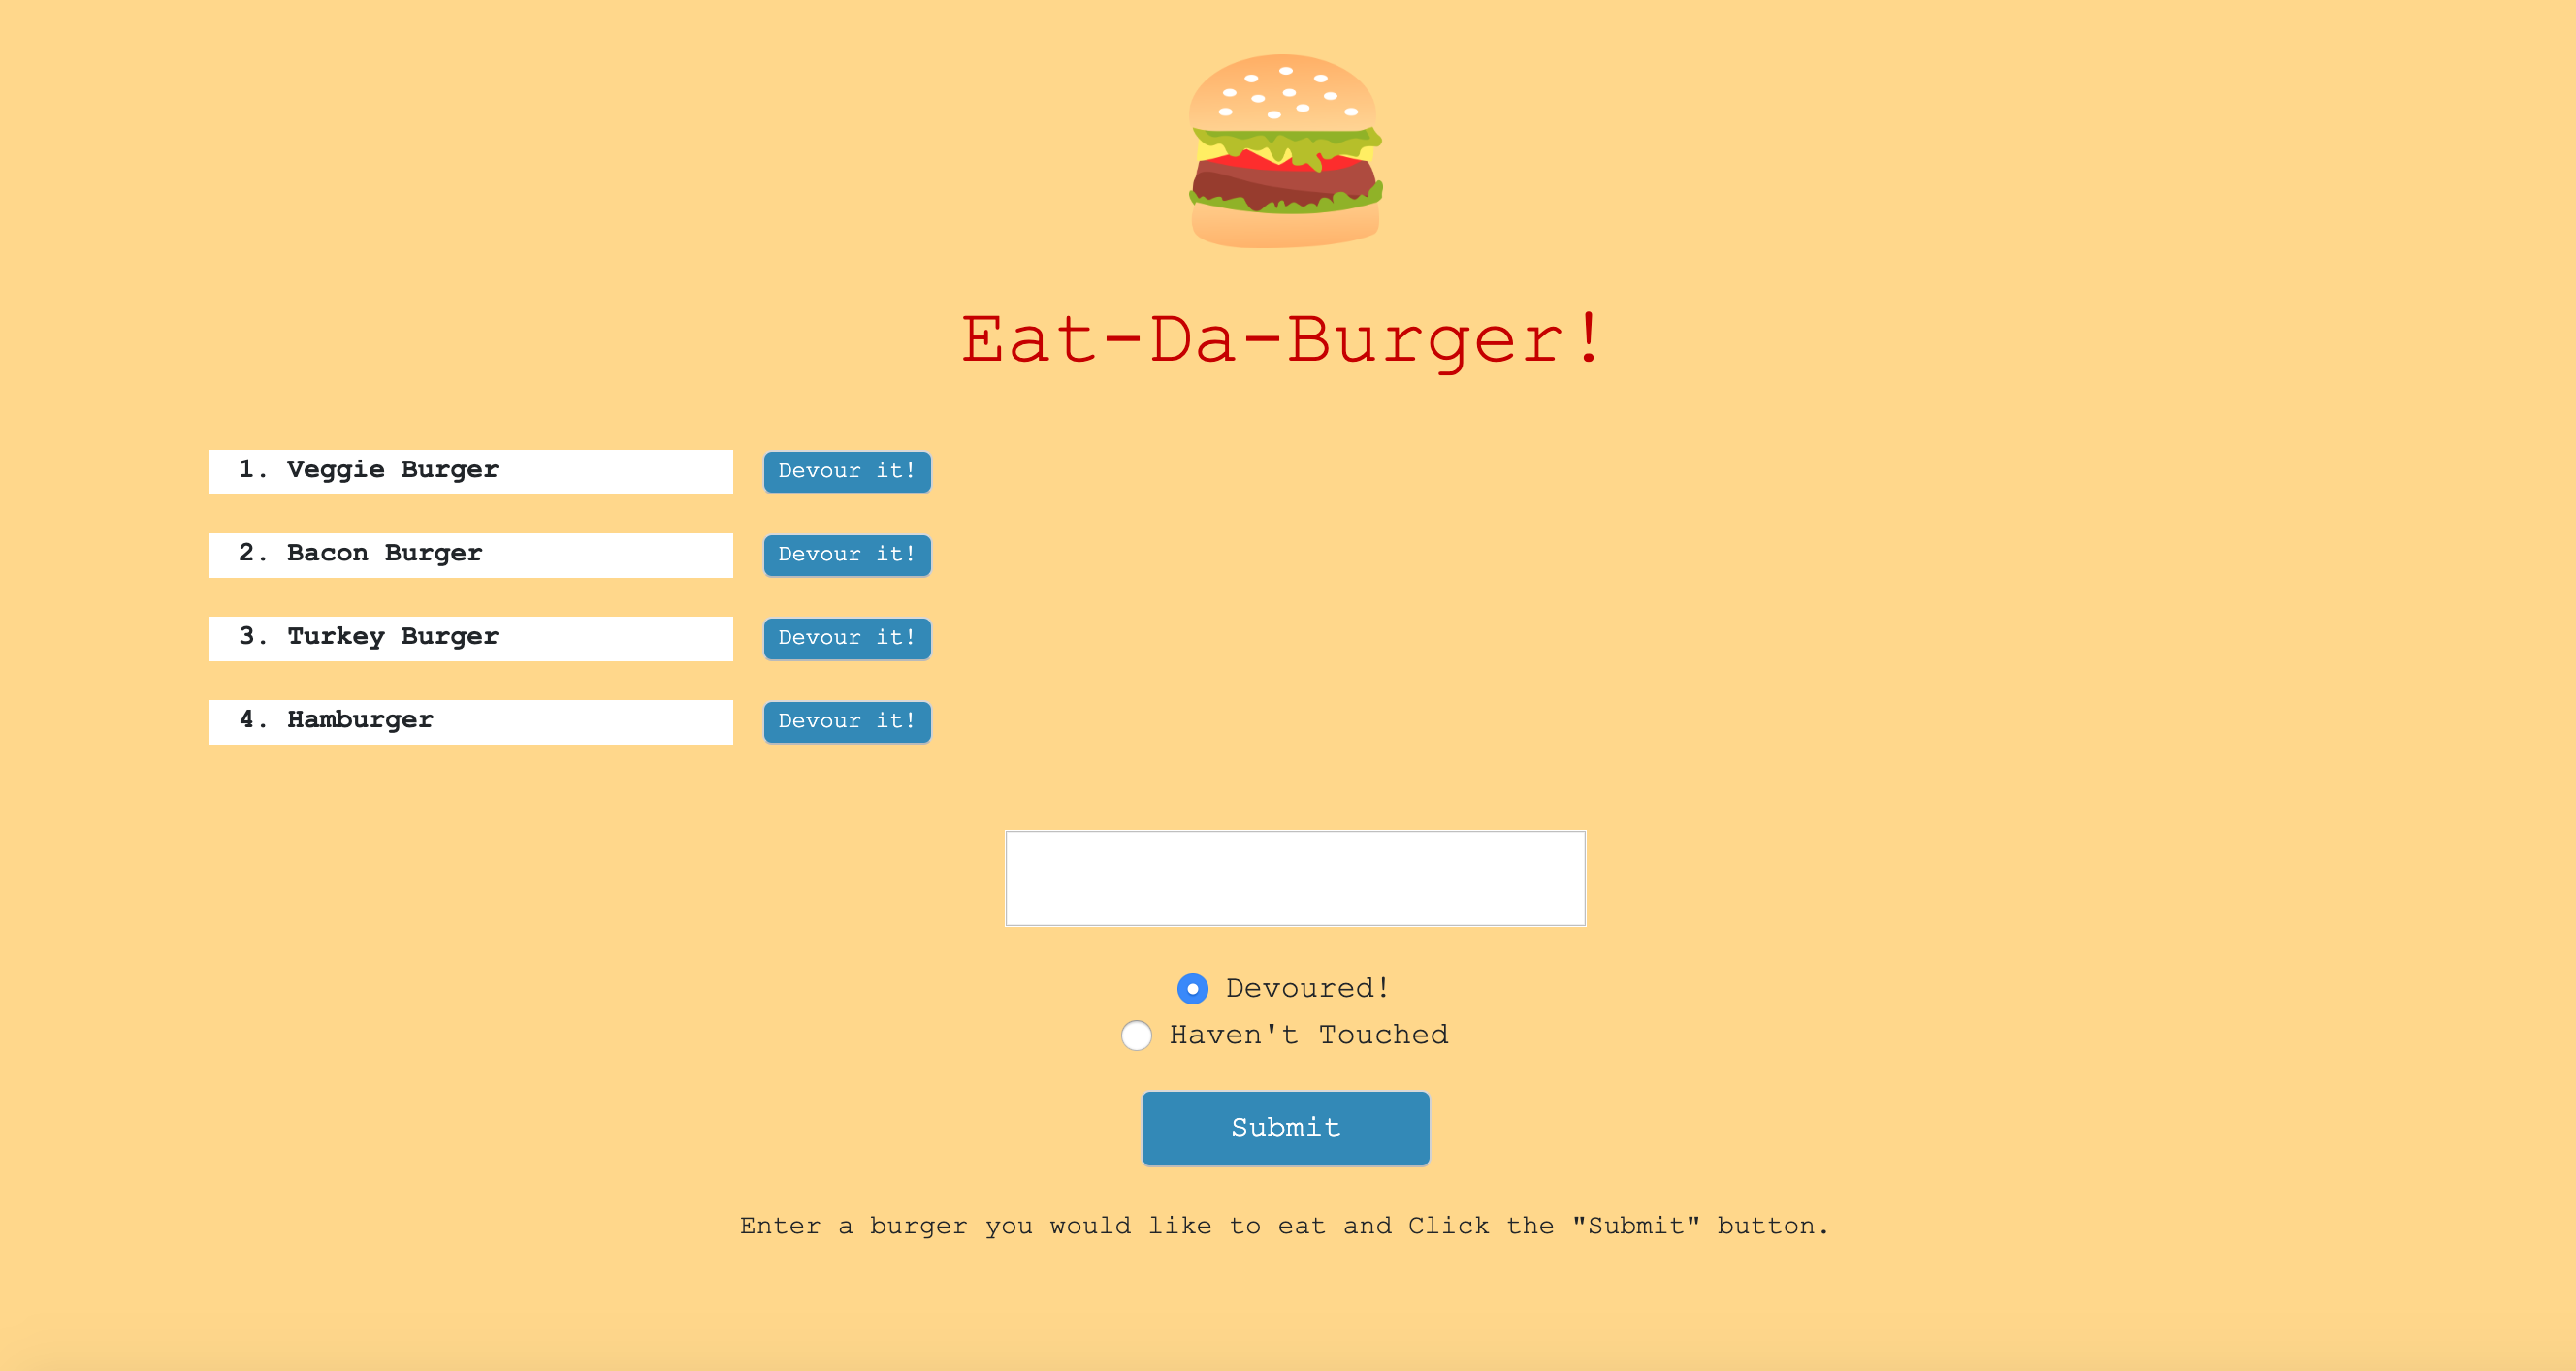 Eat-Da-Burger!
1. Veggie Burger Devour it!
2. Bacon Burger Devour it!
3. Turkey Burger Devour it!
4. Hamburger Devour it!
Devoured!
Haven't Touched
Submit
Enter a burger you would like to eat and Click the "Submit" button.